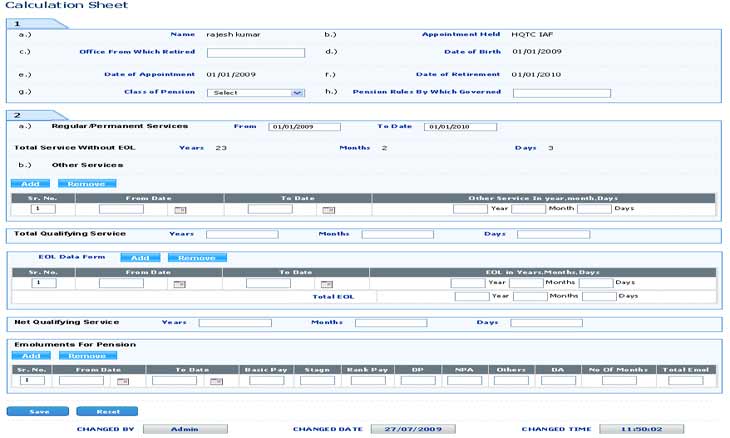 Calculation Sheet
1
a.) Name rajesh kumar b.) Appointment Held HQTC IAF
c.) Office From Which Retired d.) Date of Birth 01/01/2009
e.) Date of Appointment 01/01/2009 f.) Date of Retirement 01/01/2010
g.) Class of Pension Select h.) Pension Rules By Which Governed
2
a.) Regular/Permanent Services From 01/01/2009 To Date 01/01/2010
Total Service Without EOL Years 23 Months 2 Days 3
b.) Other Services
Add Remove
Sr. No. From Date To Date Other Service In year,month,Days
1 Year Month Days
Total Qualifying Service Years Months Days
EOL Data Form Add Remove
Sr. No. From Date To Date EOL in Years,Months,Days
1 Year Months Days
Total EOL Year Months Days
Net Qualifying Service Years Months Days
Emoluments For Pension
Add Remove
Sr. No. From Date To Date Basic Pay Stagn Rank Pay DP NPA Others DA No Of Months Total Emol
1
Save Reset
CHANGED BY Admin CHANGED DATE 27/07/2009 CHANGED TIME 11:50:02